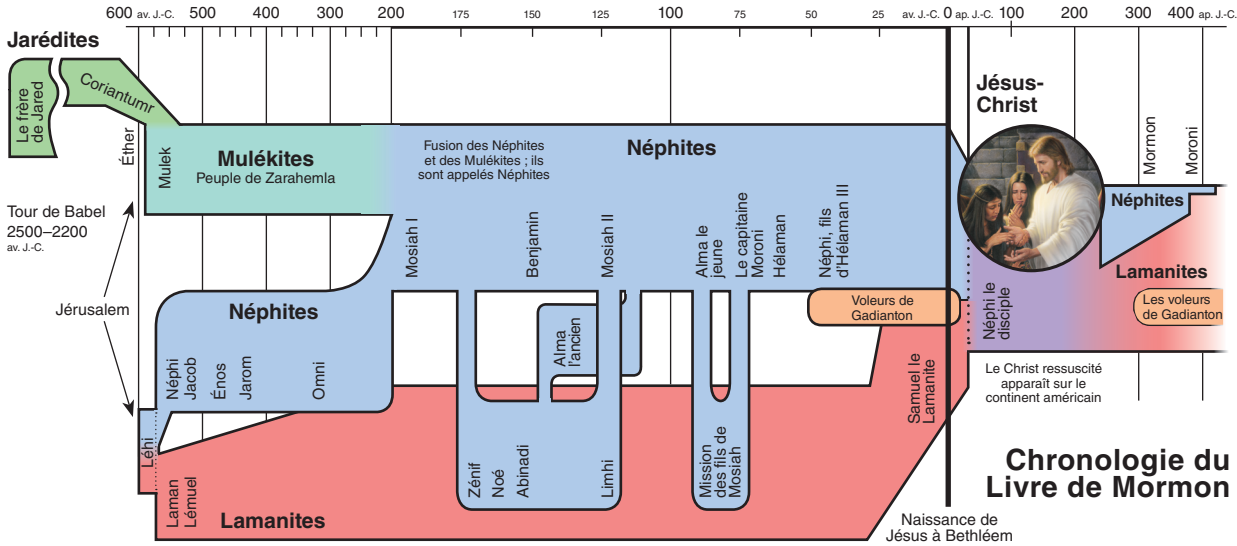 600 av. J.-C. 500 400 300 200 175 150 125 100 75 50 25 av. J.-C. 0 ap. J.-C. 100 200 300 400 ap. J.-C.
Jarédites
Le frère
de Jared
Coriantumr
Éther
Mulek
Mulékites
Peuple de Zarahemla
Fusion des Néphites
et des Mulékites ; ils
sont appelés Néphites
Néphites
Jésus-
Christ
Mormon
Moroni
Néphites
Lamanites
Les voleurs
de Gadianton
Tour de Babel
2500–2200
av. J.-C.
Jérusalem
Mosiah I
Benjamin
Mosiah II
Alma le
jeune
Le capitaine
Moroni
Hélaman
Néphi, fils
d'Hélaman III
Néphites
Néphi
Jacob
Énos
Jarom
Omni
Alma
l'ancien
Voleurs de
Gadianton
Néphi le
disciple
Samuel le
Lamanite
Le Christ ressuscité
apparaît sur le
continent américain
Léhi
Laman
Lémuel
Lamanites
Zénif
Noé
Abinadi
Limhi
Mission
des fils de
Mosiah
Naissance de
Jésus à Bethléem
Chronologie du
Livre de Mormon